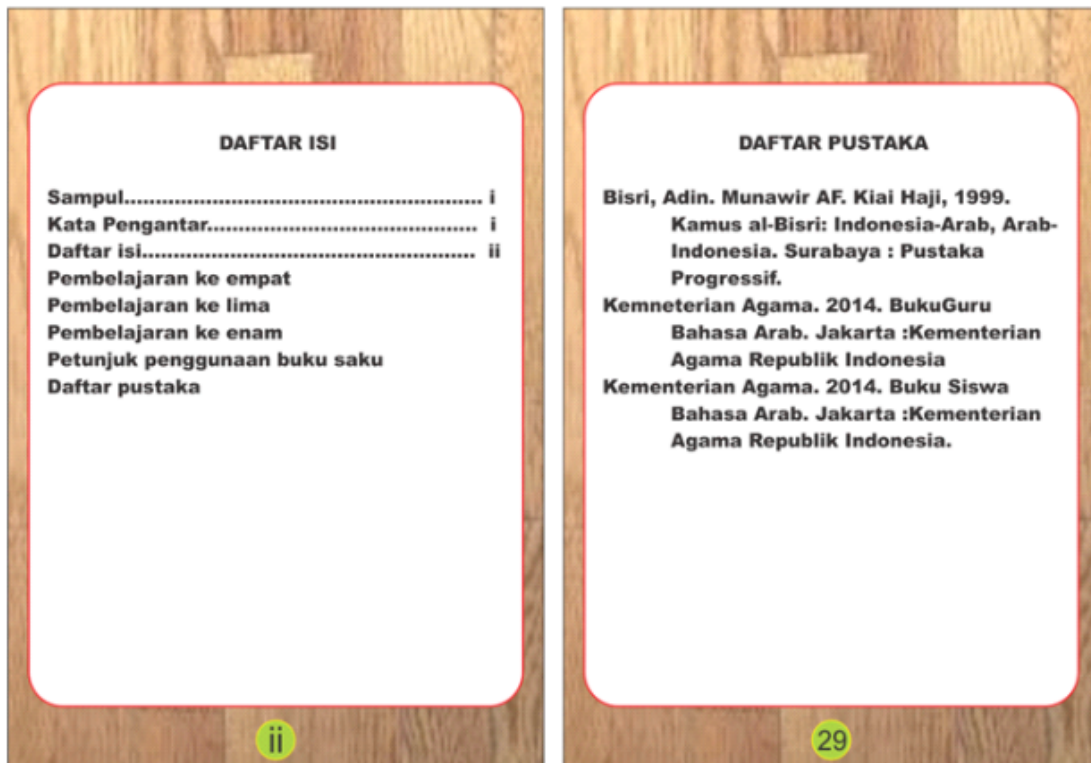 DAFTAR ISI
Sampul......................................................... i
Kata Pengantar........................................... i
Daftar isi..................................................... ii
Pembelajaran ke empat
Pembelajaran ke lima
Pembelajaran ke enam
Petunjuk penggunaan buku saku
Daftar pustaka
ii
DAFTAR PUSTAKA
Bisri, Adin. Munawir AF. Kiai Haji, 1999.
Kamus al-Bisri: Indonesia-Arab, Arab-
Indonesia. Surabaya : Pustaka
Progressif.
Kemneterian Agama. 2014. BukuGuru
Bahasa Arab. Jakarta :Kementerian
Agama Republik Indonesia
Kementerian Agama. 2014. Buku Siswa
Bahasa Arab. Jakarta :Kementerian
Agama Republik Indonesia.
29